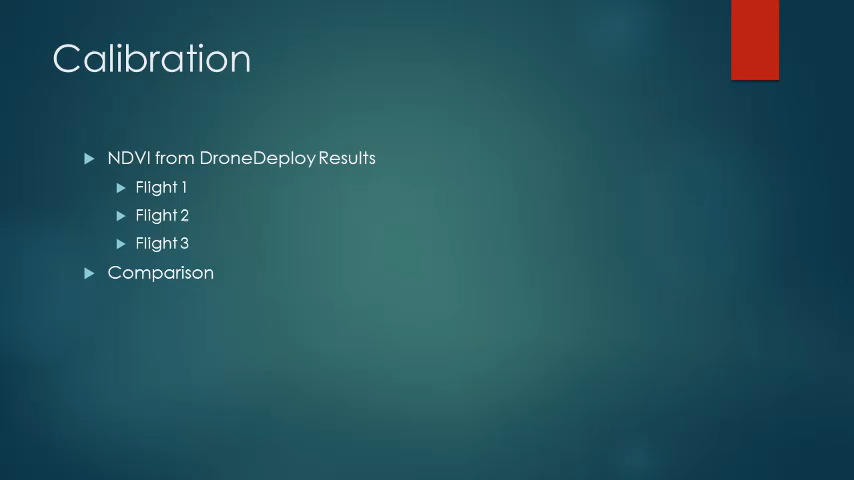 Calibration
NDVI from DroneDeploy Results
Flight 1
Flight 2
Flight 3
Comparison